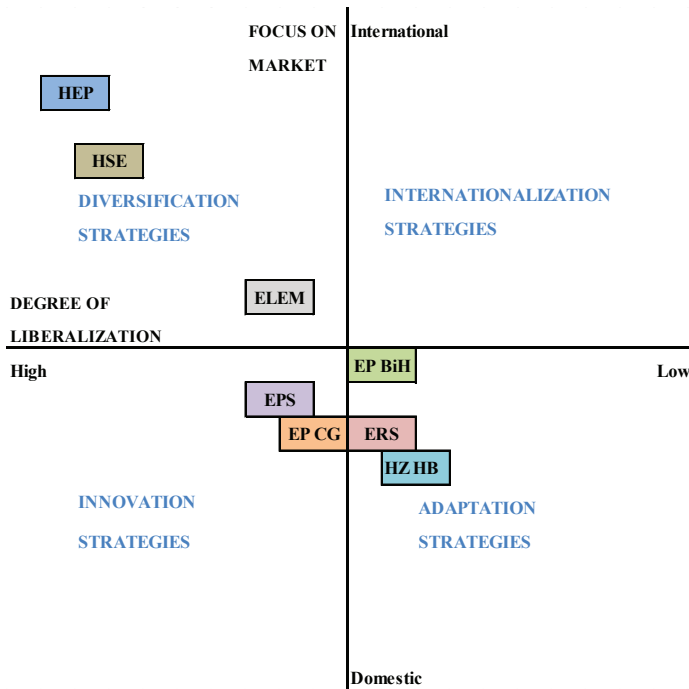 FOCUS ON
MARKET
International
HEP
HSE
DIVERSIFICATION
STRATEGIES
INTERNATIONALIZATION
STRATEGIES
ELEM
DEGREE OF
LIBERALIZATION
High
EP BiH
Low
EPS
EP CG
ERS
HZ HB
INNOVATION
STRATEGIES
ADAPTATION
STRATEGIES
Domestic